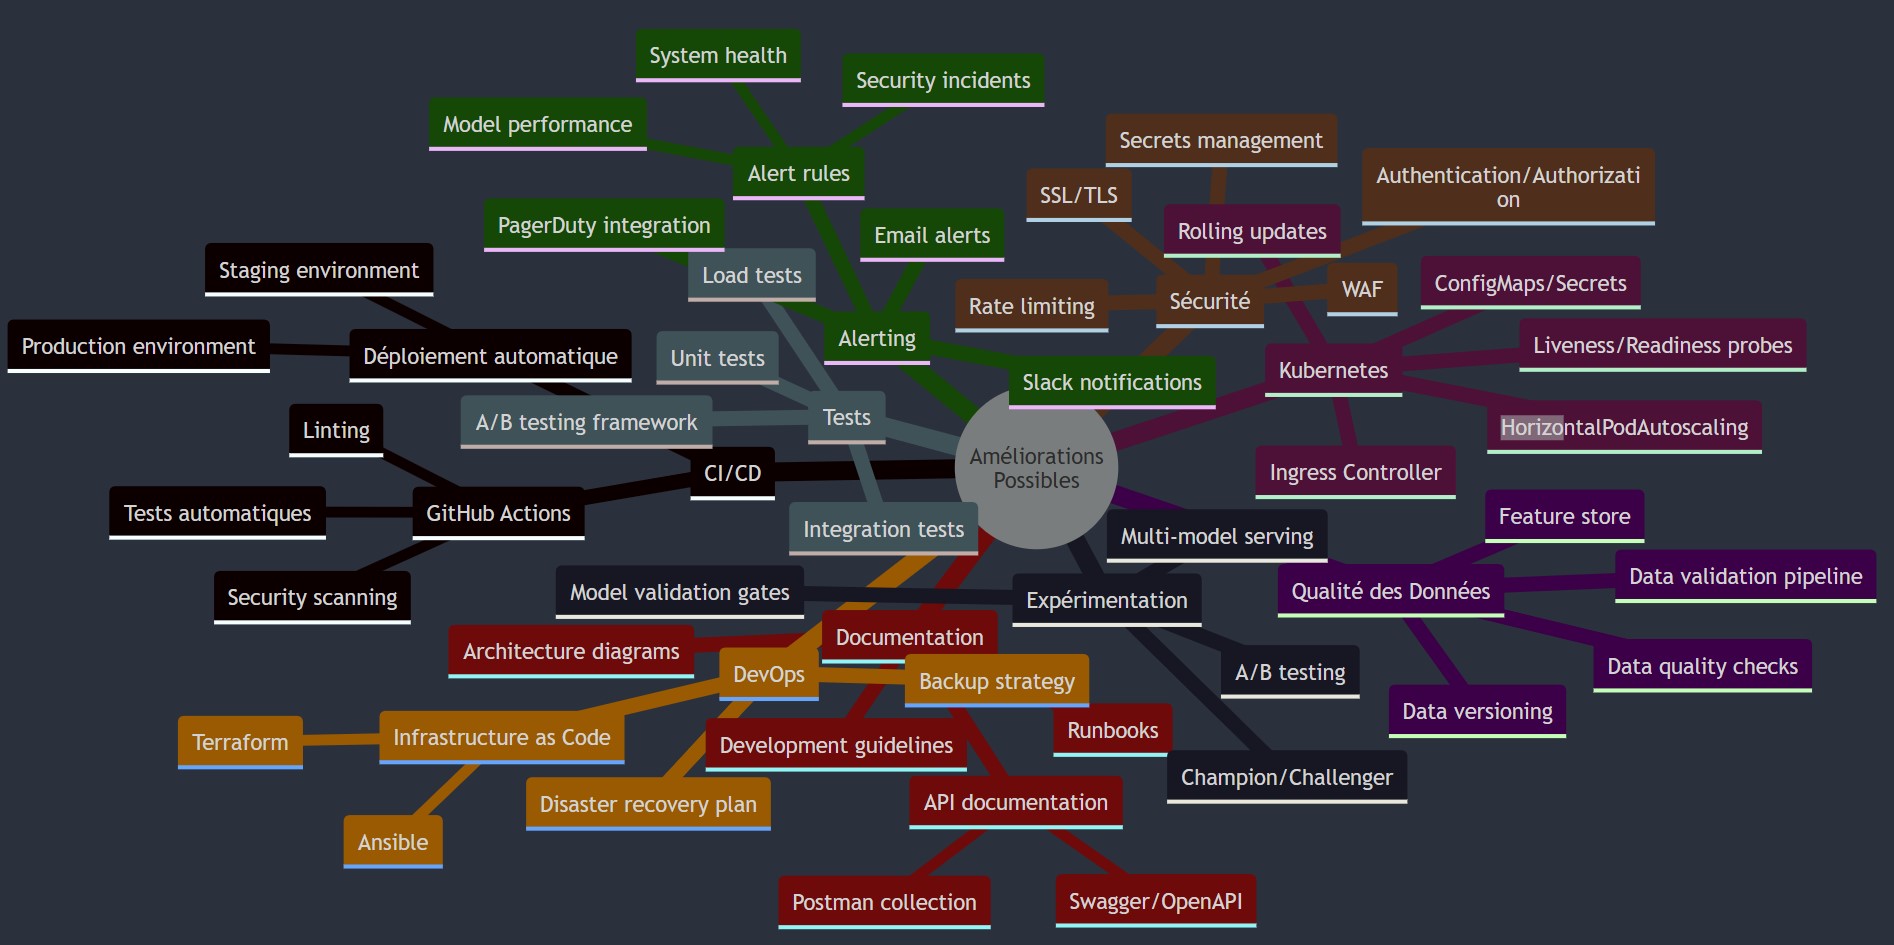 System health
Security incidents
Model performance
Secrets management
Alert rules
Authentication/Authorizati
on
SSL/TLS
PagerDuty integration
Email alerts
Rolling updates
Staging environment
Load tests
ConfigMaps/Secrets
WAF
Sécurité
Rate limiting
Alerting
Production environment
Déploiement automatique
Unit tests
Liveness/Readiness probes
Kubernetes
Slack notifications
Tests
A/B testing framework
Linting
HorizontalPodAutoscaling
Améliorations
Possibles
CI/CD
Ingress Controller
Tests automatiques
GitHub Actions
Integration tests
Feature store
Multi-model serving
Data validation pipeline
Security scanning
Model validation gates
Expérimentation
Qualité des Données
Documentation
Architecture diagrams
DevOps
Backup strategy
A/B testing
Data quality checks
Data versioning
Terraform
Infrastructure as Code
Development guidelines
Runbooks
Champion/Challenger
Disaster recovery plan
API documentation
Ansible
Postman collection
Swagger/OpenAPI